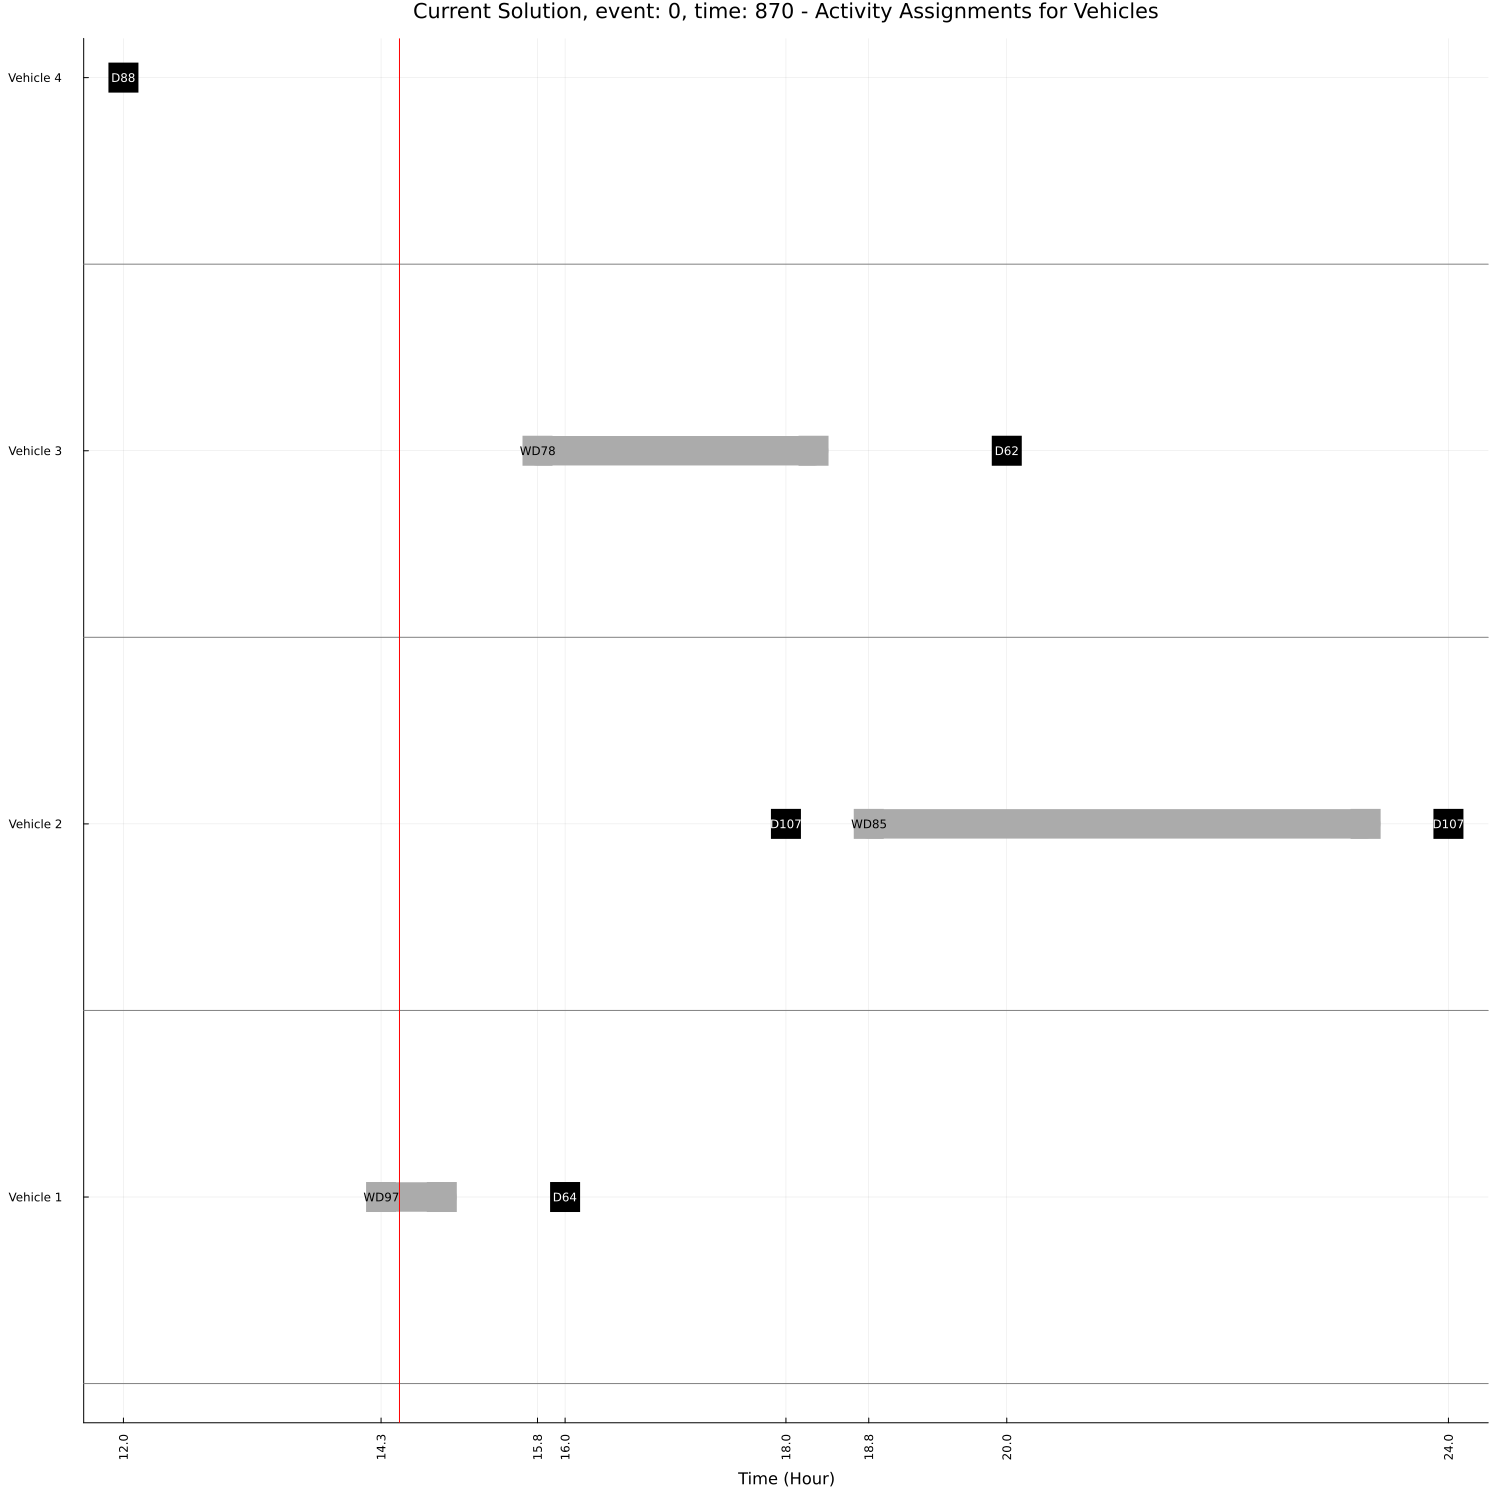 Current Solution, event: 0, time: 870 - Activity Assignments for Vehicles
Vehicle 4
D88
Vehicle 3
WD78
D62
Vehicle 2
D107
WD85
D107
Vehicle 1
WD97
D64
12.0
14.3
15.8
16.0
18.0
18.8
20.0
24.0
Time (Hour)